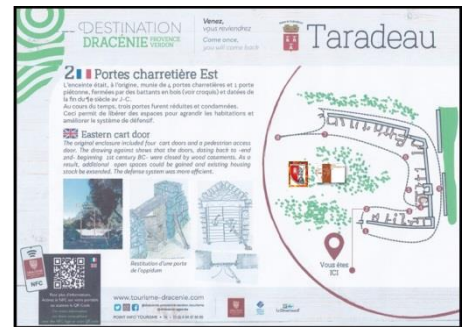 DESTINATION
DRACÉNIE PROVENCE
VERDON
Venez,
vous reviendrez
Come once,
you will come back
Taradeau
2 Portes charretière Est
L'enceinte était, à l'origine, munie de 4 portes charretières et 2 porte
piétonne, fermées par des battants en bois (voir croquis) et datées de
la fin du
siècle av J-C.
Au cours du temps, trois portes furent réduites et condamnées.
Ceci permit de libérer des espaces pour agrandir les habitations et
améliorer le système de défensif.
Eastern cart door
The original enclosure included four cart doors and a pedestrian access
door. The drawing against shows that the doors, dating back to -end
and- beginning 1st century BC- were closed by wood casements. As a
result, additional open spaces could be gained and existing housing
stock be extended. The defense system was more efficient.
Restitution d'une porte
de l'oppidum
Vous êtes
ICI
NFC
www.tourisme-dracenie.com